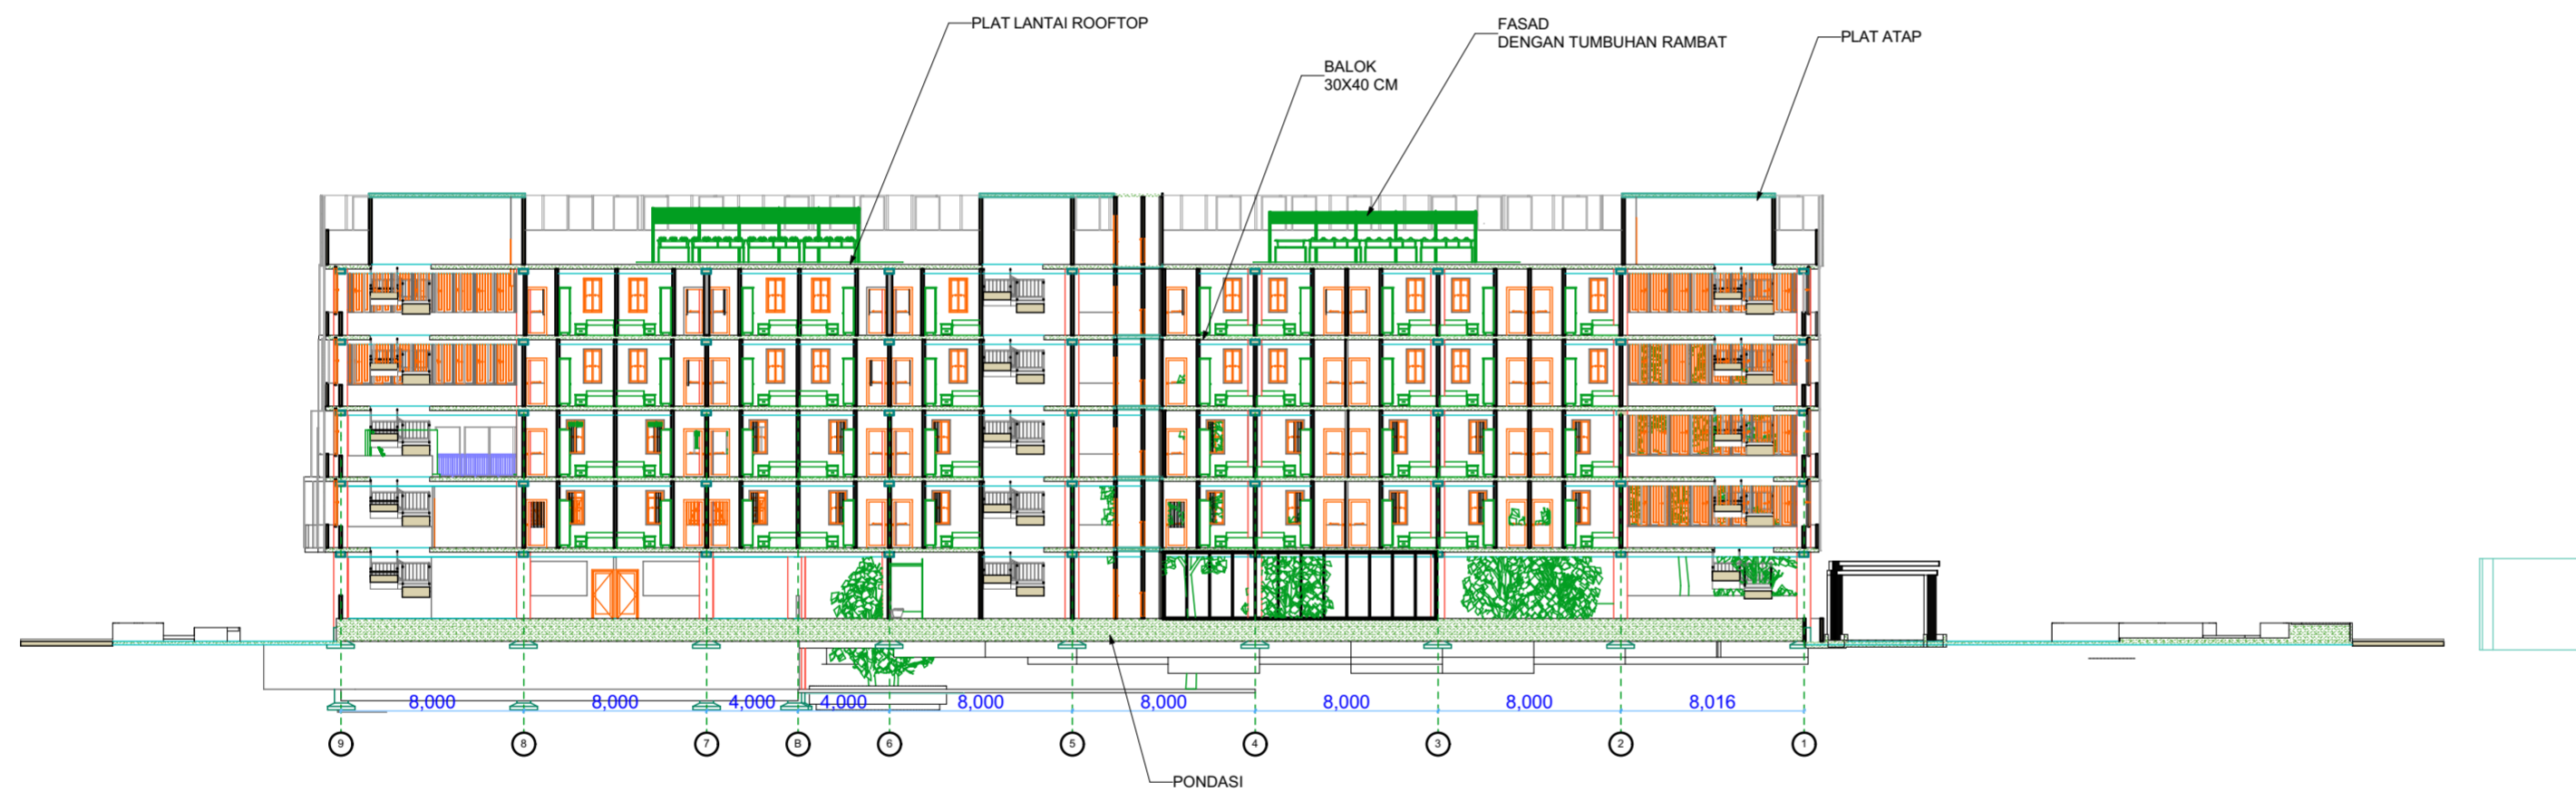 PLAT LANTAI ROOFTOP
FASAD
DENGAN TUMBUHAN RAMBAT
PLAT ATAP
BALOK
30X40 CM
8,000 8,000 4,000 4,000 8,000 8,000 8,000 8,000 8,016
9 8 7 B 6 5 4 3 2 1
PONDASI